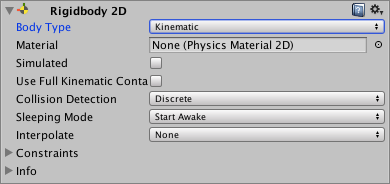 Rigidbody 2D
Body Type Kinematic
Material None (Physics Material 2D)
Simulated
Use Full Kinematic Conta
Collision Detection Discrete
Sleeping Mode Start Awake
Interpolate None
Constraints
Info